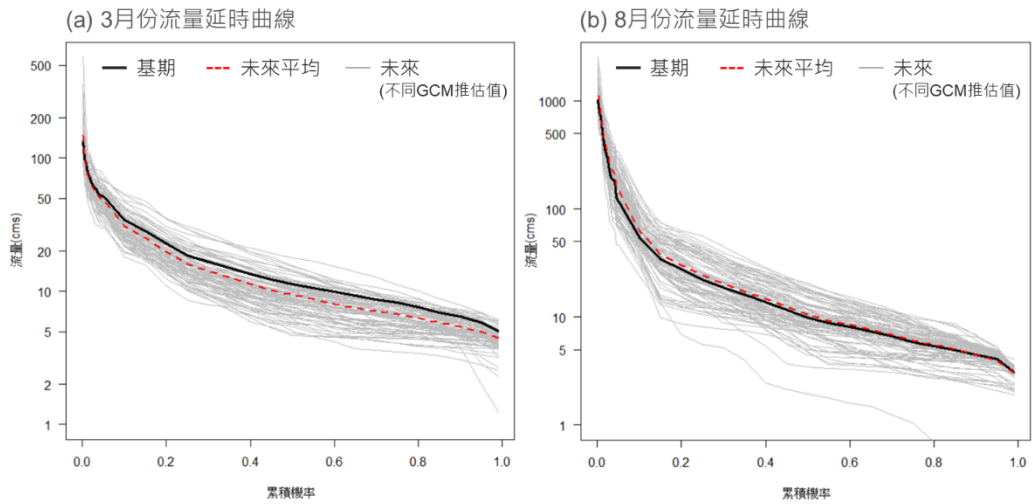 (a) 3月份流量延時曲線
500
200
100
50
20
10
5
2
1
流量(cms)
基期
未來平均
未來
(不同GCM推估值)
0.0 0.2 0.4 0.6 0.8 1.0
累積機率
(b) 8月份流量延時曲線
1000
500
100
50
10
5
1
流量(cms)
基期
未來平均
未來
(不同GCM推估值)
0.0 0.2 0.4 0.6 0.8 1.0
累積機率